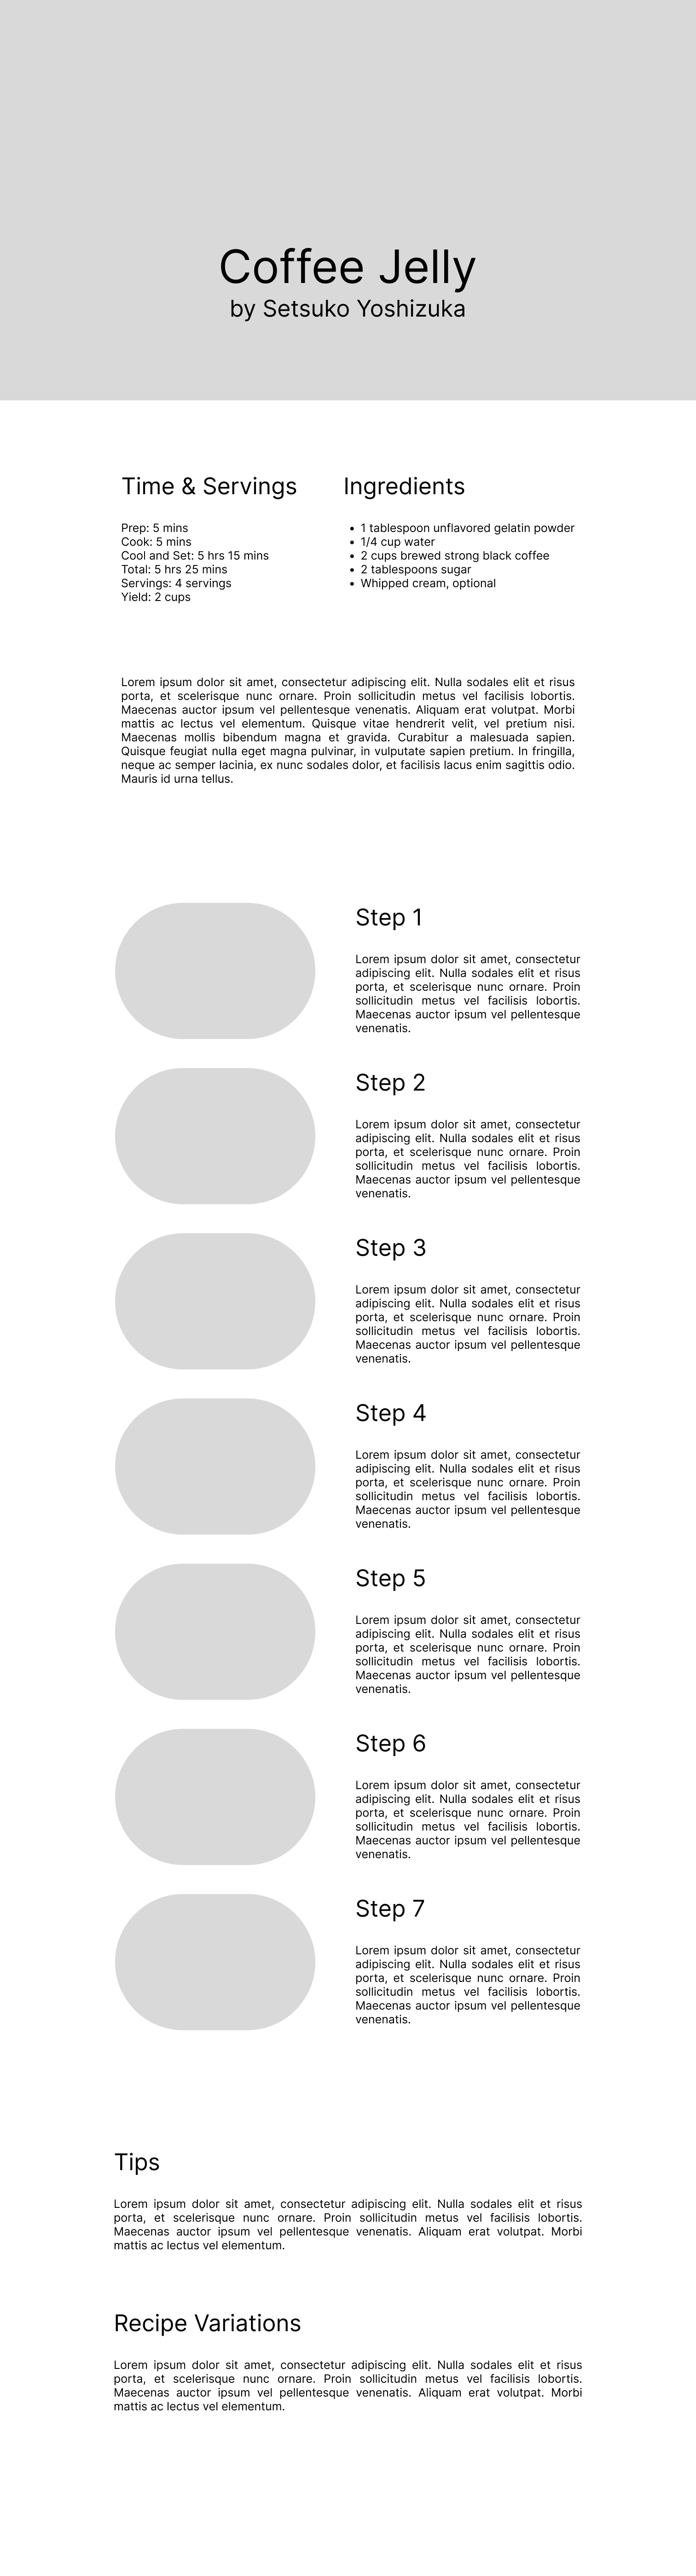 Coffee Jelly
by Setsuko Yoshizuka
Time & Servings
Prep: 5 mins
Cook: 5 mins
Cool and Set: 5 hrs 15 mins
Total: 5 hrs 25 mins
Servings: 4 servings
Yield: 2 cups
Ingredients
• 1 tablespoon unflavored gelatin powder
• 1/4 cup water
• 2 cups brewed strong black coffee
• 2 tablespoons sugar
• Whipped cream, optional
Lorem ipsum dolor sit amet, consectetur adipiscing elit. Nulla sodales elit et risus
porta, et scelerisque nunc ornare. Proin sollicitudin metus vel facilisis lobortis.
Maecenas auctor ipsum vel pellentesque venenatis. Aliquam erat volutpat. Morbi
mattis ac lectus vel elementum. Quisque vitae hendrerit velit, vel pretium nisi.
Maecenas mollis bibendum magna et gravida. Curabitur a malesuada sapien.
Quisque feugiat nulla eget magna pulvinar, in vulputate sapien pretium. In fringilla,
neque ac semper lacinia, ex nunc sodales dolor, et facilisis lacus enim sagittis odio.
Mauris id urna tellus.
Step 1
Lorem ipsum dolor sit amet, consectetur
adipiscing elit. Nulla sodales elit et risus
porta, et scelerisque nunc ornare. Proin
sollicitudin metus vel facilisis lobortis.
Maecenas auctor ipsum vel pellentesque
venenatis.
Step 2
Lorem ipsum dolor sit amet, consectetur
adipiscing elit. Nulla sodales elit et risus
porta, et scelerisque nunc ornare. Proin
sollicitudin metus vel facilisis lobortis.
Maecenas auctor ipsum vel pellentesque
venenatis.
Step 3
Lorem ipsum dolor sit amet, consectetur
adipiscing elit. Nulla sodales elit et risus
porta, et scelerisque nunc ornare. Proin
sollicitudin metus vel facilisis lobortis.
Maecenas auctor ipsum vel pellentesque
venenatis.
Step 4
Lorem ipsum dolor sit amet, consectetur
adipiscing elit. Nulla sodales elit et risus
porta, et scelerisque nunc ornare. Proin
sollicitudin metus vel facilisis lobortis.
Maecenas auctor ipsum vel pellentesque
venenatis.
Step 5
Lorem ipsum dolor sit amet, consectetur
adipiscing elit. Nulla sodales elit et risus
porta, et scelerisque nunc ornare. Proin
sollicitudin metus vel facilisis lobortis.
Maecenas auctor ipsum vel pellentesque
venenatis.
Step 6
Lorem ipsum dolor sit amet, consectetur
adipiscing elit. Nulla sodales elit et risus
porta, et scelerisque nunc ornare. Proin
sollicitudin metus vel facilisis lobortis.
Maecenas auctor ipsum vel pellentesque
venenatis.
Step 7
Lorem ipsum dolor sit amet, consectetur
adipiscing elit. Nulla sodales elit et risus
porta, et scelerisque nunc ornare. Proin
sollicitudin metus vel facilisis lobortis.
Maecenas auctor ipsum vel pellentesque
venenatis.
Tips
Lorem ipsum dolor sit amet, consectetur adipiscing elit. Nulla sodales elit et risus
porta, et scelerisque nunc ornare. Proin sollicitudin metus vel facilisis lobortis.
Maecenas auctor ipsum vel pellentesque venenatis. Aliquam erat volutpat. Morbi
mattis ac lectus vel elementum.
Recipe Variations
Lorem ipsum dolor sit amet, consectetur adipiscing elit. Nulla sodales elit et risus
porta, et scelerisque nunc ornare. Proin sollicitudin metus vel facilisis lobortis.
Maecenas auctor ipsum vel pellentesque venenatis. Aliquam erat volutpat. Morbi
mattis ac lectus vel elementum.